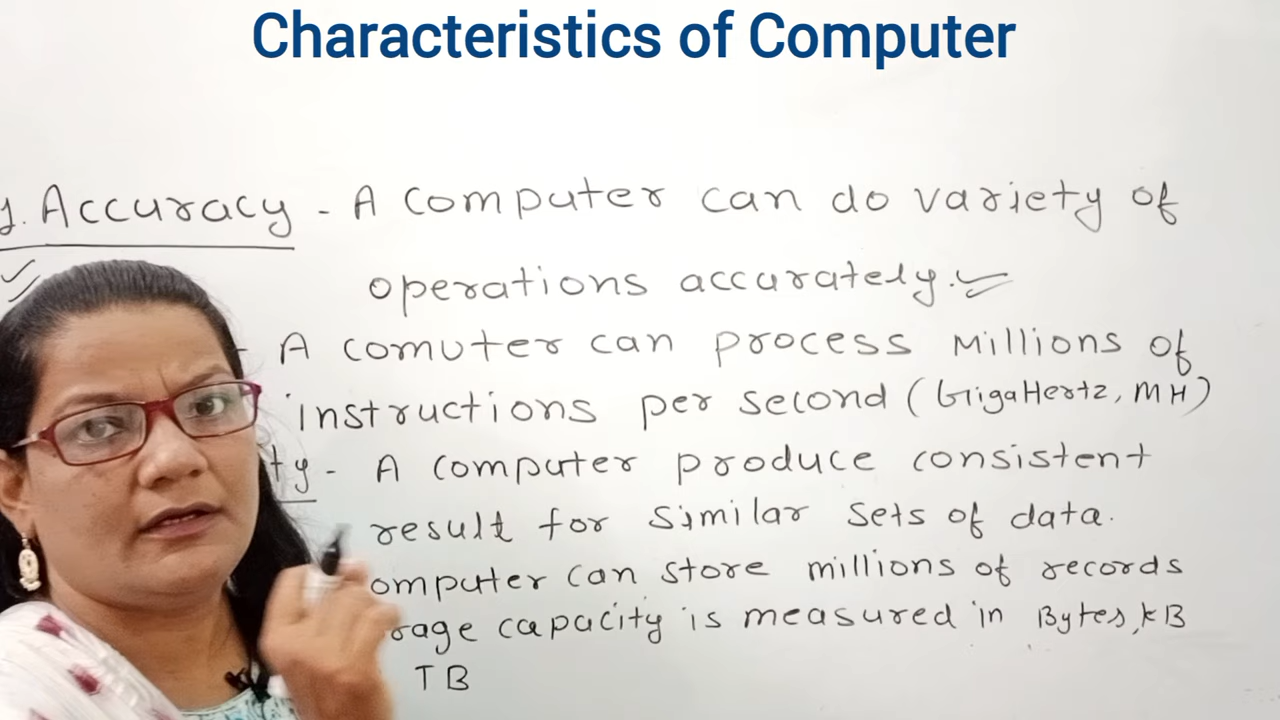 Characteristics of Computer
1. Accuracy - A computer can do variety of
operations accurately.
- A comuter can process Millions of
instructions per second (GigaHertz, MH)
ty - A computer produce consistent
result for similar sets of data.
omputer can store millions of records
rage capacity is measured in Bytes, KB
TB